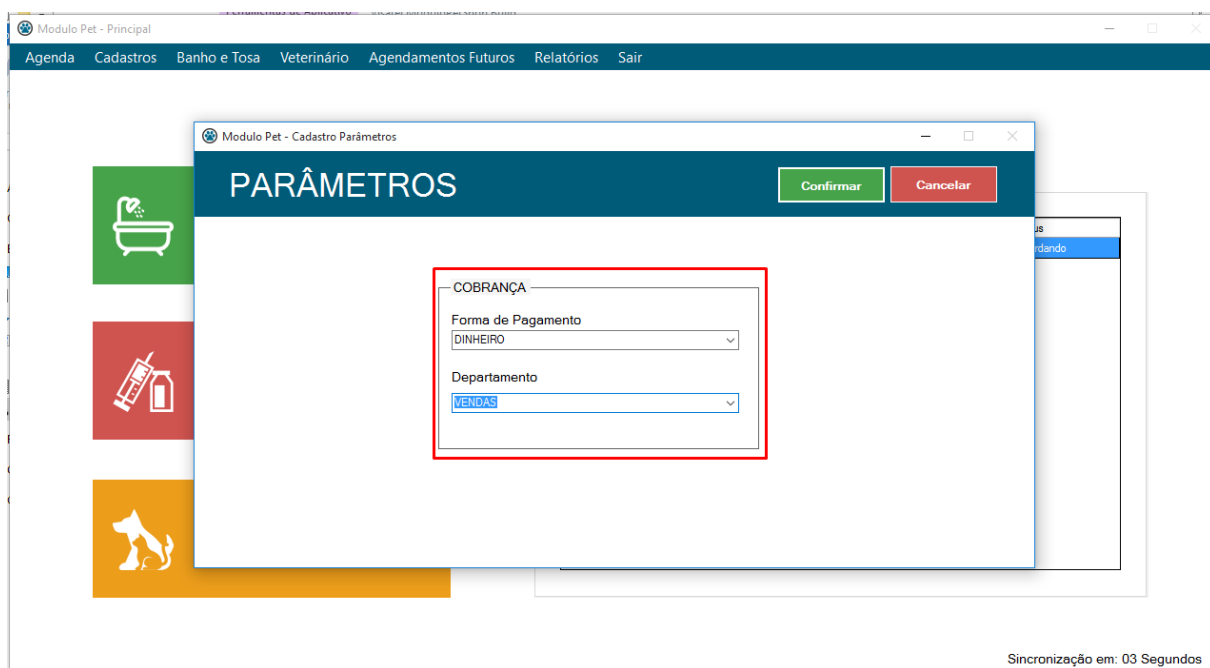 Modulo Pet - Principal
Agenda Cadastros Banho e Tosa Veterinário Agendamentos Futuros Relatórios Sair
Modulo Pet - Cadastro Parâmetros
PARÂMETROS
Confirmar Cancelar
COBRANÇA
Forma de Pagamento
DINHEIRO
Departamento
VENDAS
Sincronização em: 03 Segundos